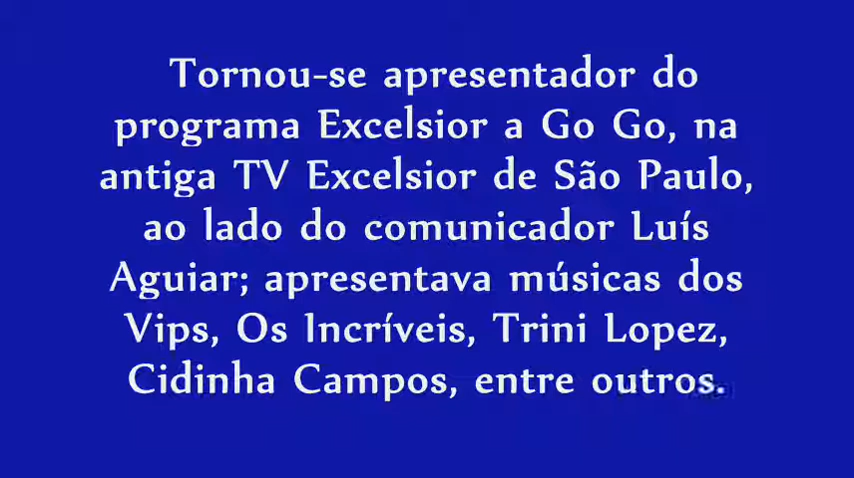 Tornou-se apresentador do
programa Excelsior a Go Go, na
antiga TV Excelsior de São Paulo,
ao lado do comunicador Luís
Aguiar; apresentava músicas dos
Vips, Os Incríveis, Trini Lopez,
Cidinha Campos, entre outros.